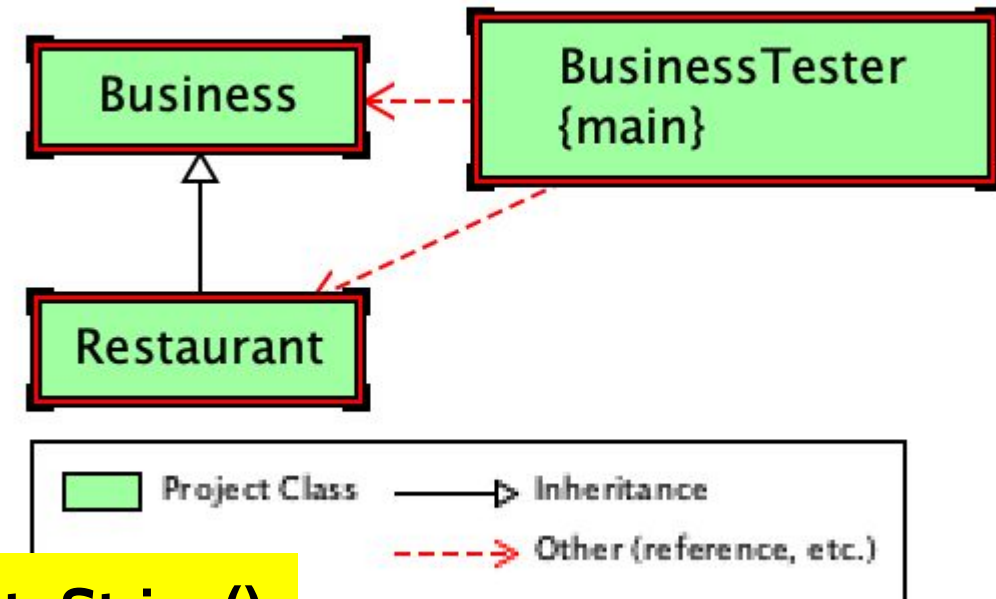 Business
BusinessTester
{main}
Restaurant
Project Class
Inheritance
Other (reference, etc.)